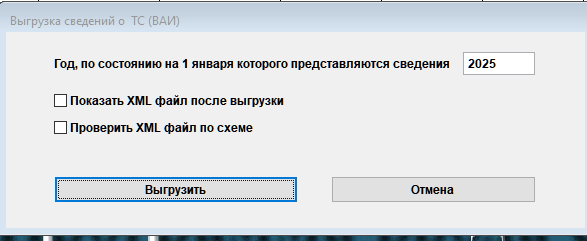 Выгрузка сведений о ТС (ВАИ)
Год, по состоянию на 1 января которого представляются сведения 2025
Показать XML файл после выгрузки
Проверить XML файл по схеме
Выгрузить Отмена